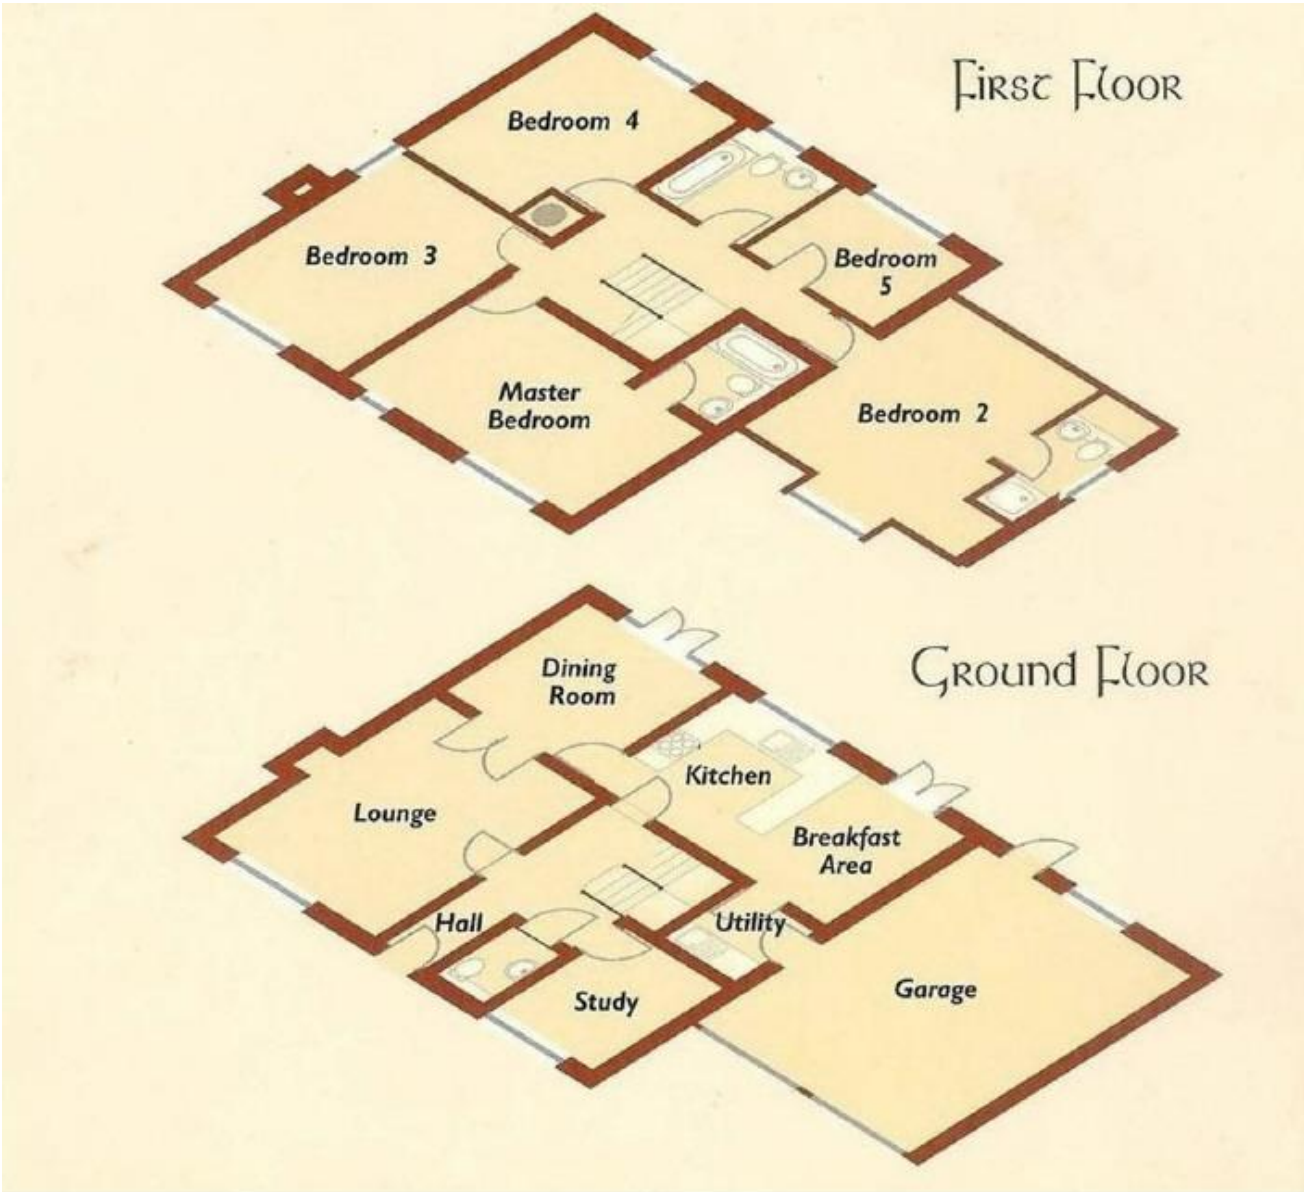 First Floor
Bedroom 4
Bedroom 3
Bedroom
5
Master
Bedroom
Bedroom 2
Ground Floor
Dining
Room
Kitchen
Lounge
Breakfast
Area
Hall
Utility
Study
Garage